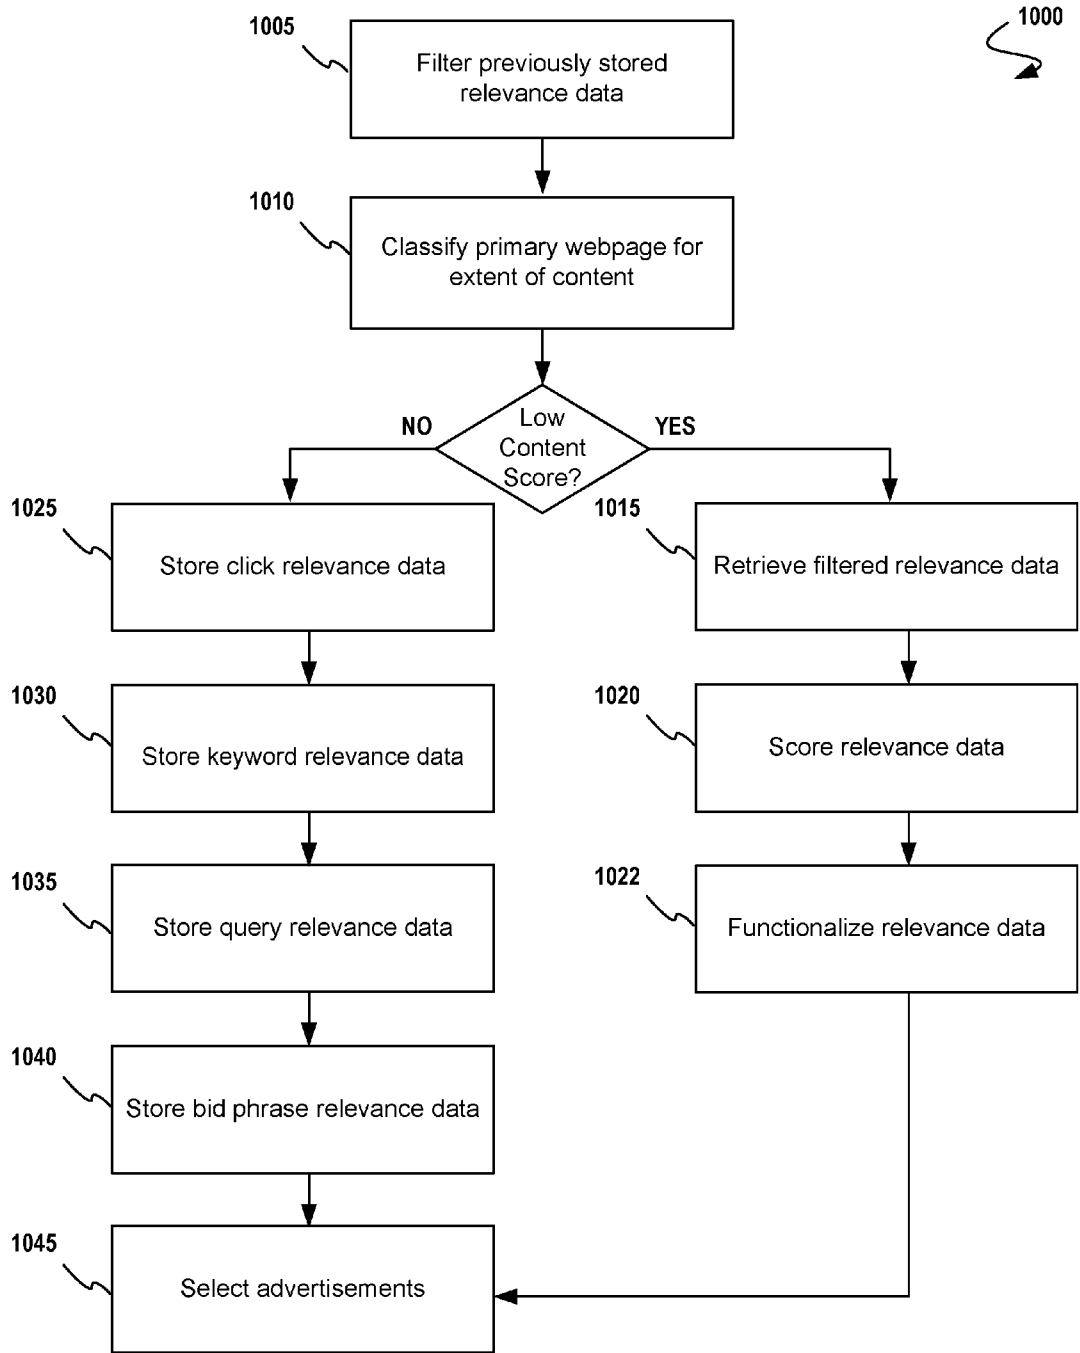 1000
1005
Filter previously stored
relevance data
1010
Classify primary webpage for
extent of content
NO
Low
Content
Score?
YES
1025
Store click relevance data
1015
Retrieve filtered relevance data
1030
Store keyword relevance data
1020
Score relevance data
1035
Store query relevance data
1022
Functionalize relevance data
1040
Store bid phrase relevance data
1045
Select advertisements